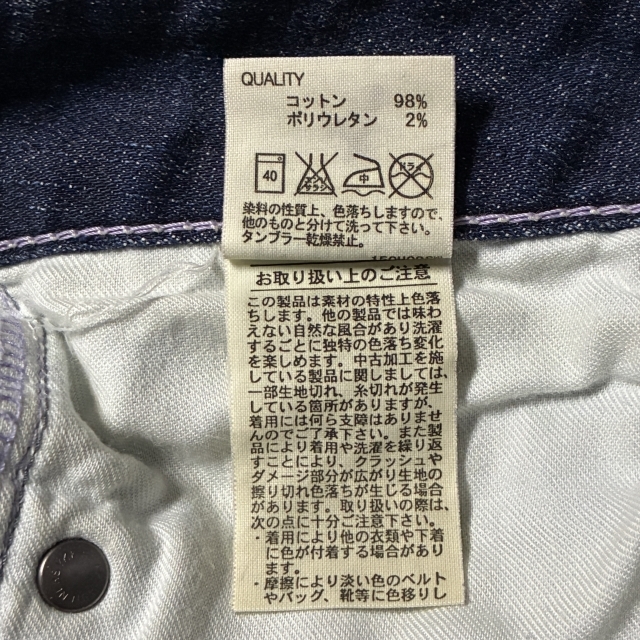 QUALITY
コットン 98%
ポリウレタン 2%
40 エンソ サラシ 中 ドライ
染料の性質上、色落ちしますので、
他のものと分けて洗って下さい。
タンブラー乾燥禁止。
お取り扱い上のご注意
この製品は素材の特性上色落
ちします。他の製品では味わ
えない自然な風合があり洗濯
するごとに独特の色落ち変化
を楽しめます。中古加工を施
している製品に関しましては、
一部生地切れ、糸切れが発生
している箇所がありますが、
着用には何ら支障はありませ
んのでご了承下さい。また製
品により着用や洗濯を繰り返
すことにより、クラッシュや
ダメージ部分が広がり生地の
擦り切れ色落ちが生じる場合
があります。取り扱いの際は、
次の点に十分ご注意下さい。
・着用により他の衣類や下着
に色が付着する場合があり
ます。
・摩擦により淡い色のベルト
やバッグ、靴等に色移りし